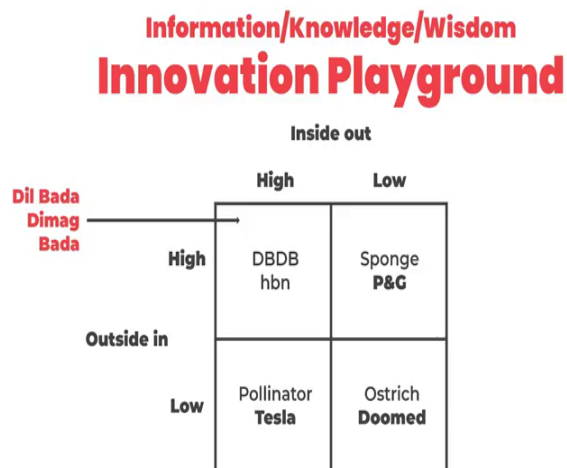 Information/Knowledge/Wisdom
Innovation Playground
Inside out
High Low
Dil Bada
Dimag
Bada
High
DBDB
hbn
Sponge
P&G
Outside in
Low
Pollinator
Tesla
Ostrich
Doomed